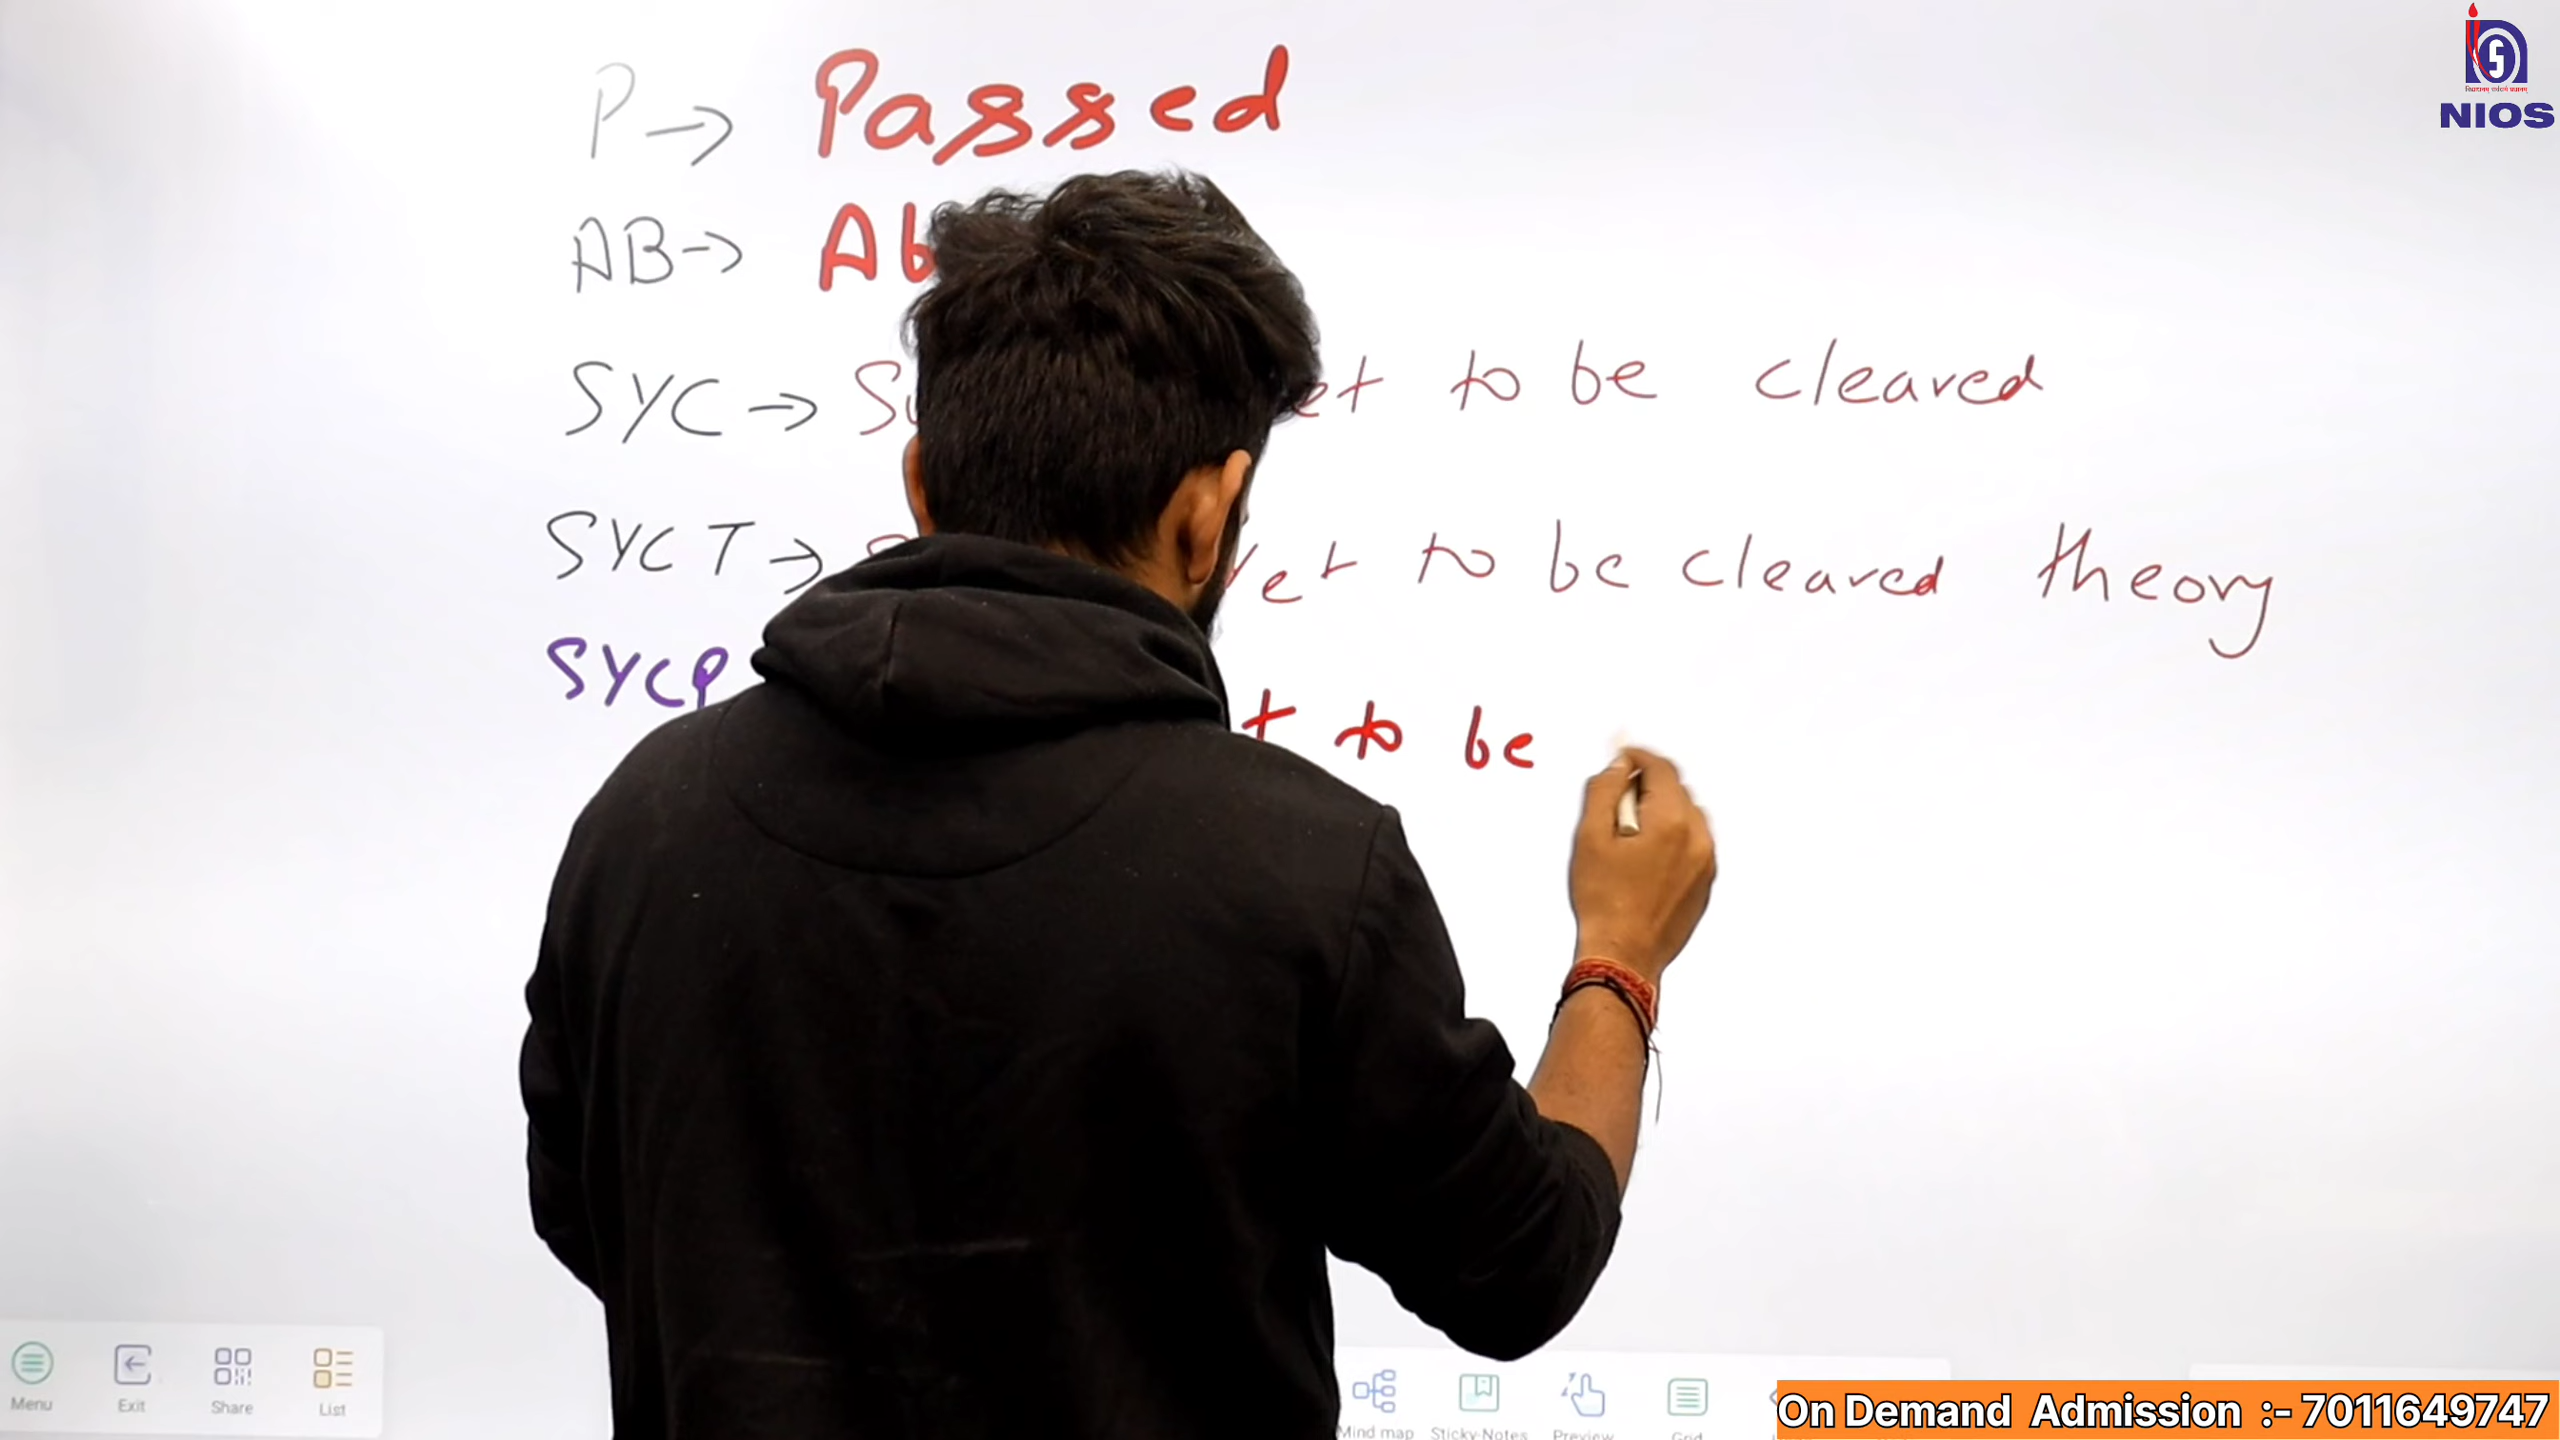 P → Passed
AB →
SYC → et to be cleared
SYCT → Yet to be cleared theory
SYCP to be
NIOS
Menu
Exit
Share
List
Mind map
Sticky-Notes
Preview
Grid
On Demand Admission :- 7011649747